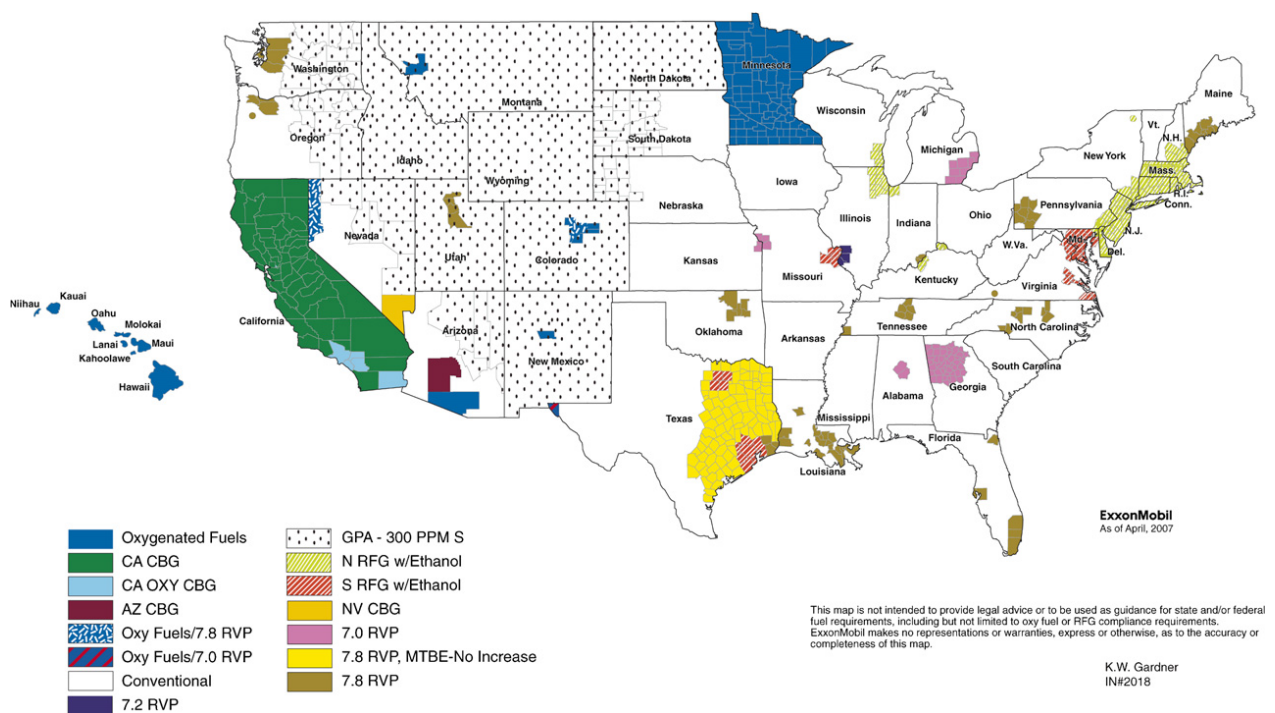 Washington
Montana
North Dakota
Minnesota
Oregon
Idaho
Wyoming
South Dakota
Wisconsin
Michigan
Vt.
Maine
N.H.
New York
Mass.
R.I.
Conn.
Iowa
Nebraska
Illinois
Indiana
Ohio
Pennsylvania
N.J.
Nevada
Utah
Colorado
Kansas
Missouri
Kentucky
W.Va.
Md.
Del.
Virginia
Niihau
Kauai
Oahu
Molokai
Lanai
Maui
Kahoolawe
Hawaii
California
Arizona
New Mexico
Oklahoma
Arkansas
Tennessee
North Carolina
South Carolina
Texas
Mississippi
Alabama
Georgia
Louisiana
Florida
ExxonMobil
As of April, 2007
Oxygenated Fuels
CA CBG
CA OXY CBG
AZ CBG
Oxy Fuels/7.8 RVP
Oxy Fuels/7.0 RVP
Conventional
7.2 RVP
GPA - 300 PPM S
N RFG w/Ethanol
S RFG w/Ethanol
NV CBG
7.0 RVP
7.8 RVP, MTBE-No Increase
7.8 RVP
This map is not intended to provide legal advice or to be used as guidance for state and/or federal
fuel requirements, including but not limited to oxy fuel or RFG compliance requirements.
ExxonMobil makes no representations or warranties, express or otherwise, as to the accuracy or
completeness of this map.
K.W. Gardner
IN#2018